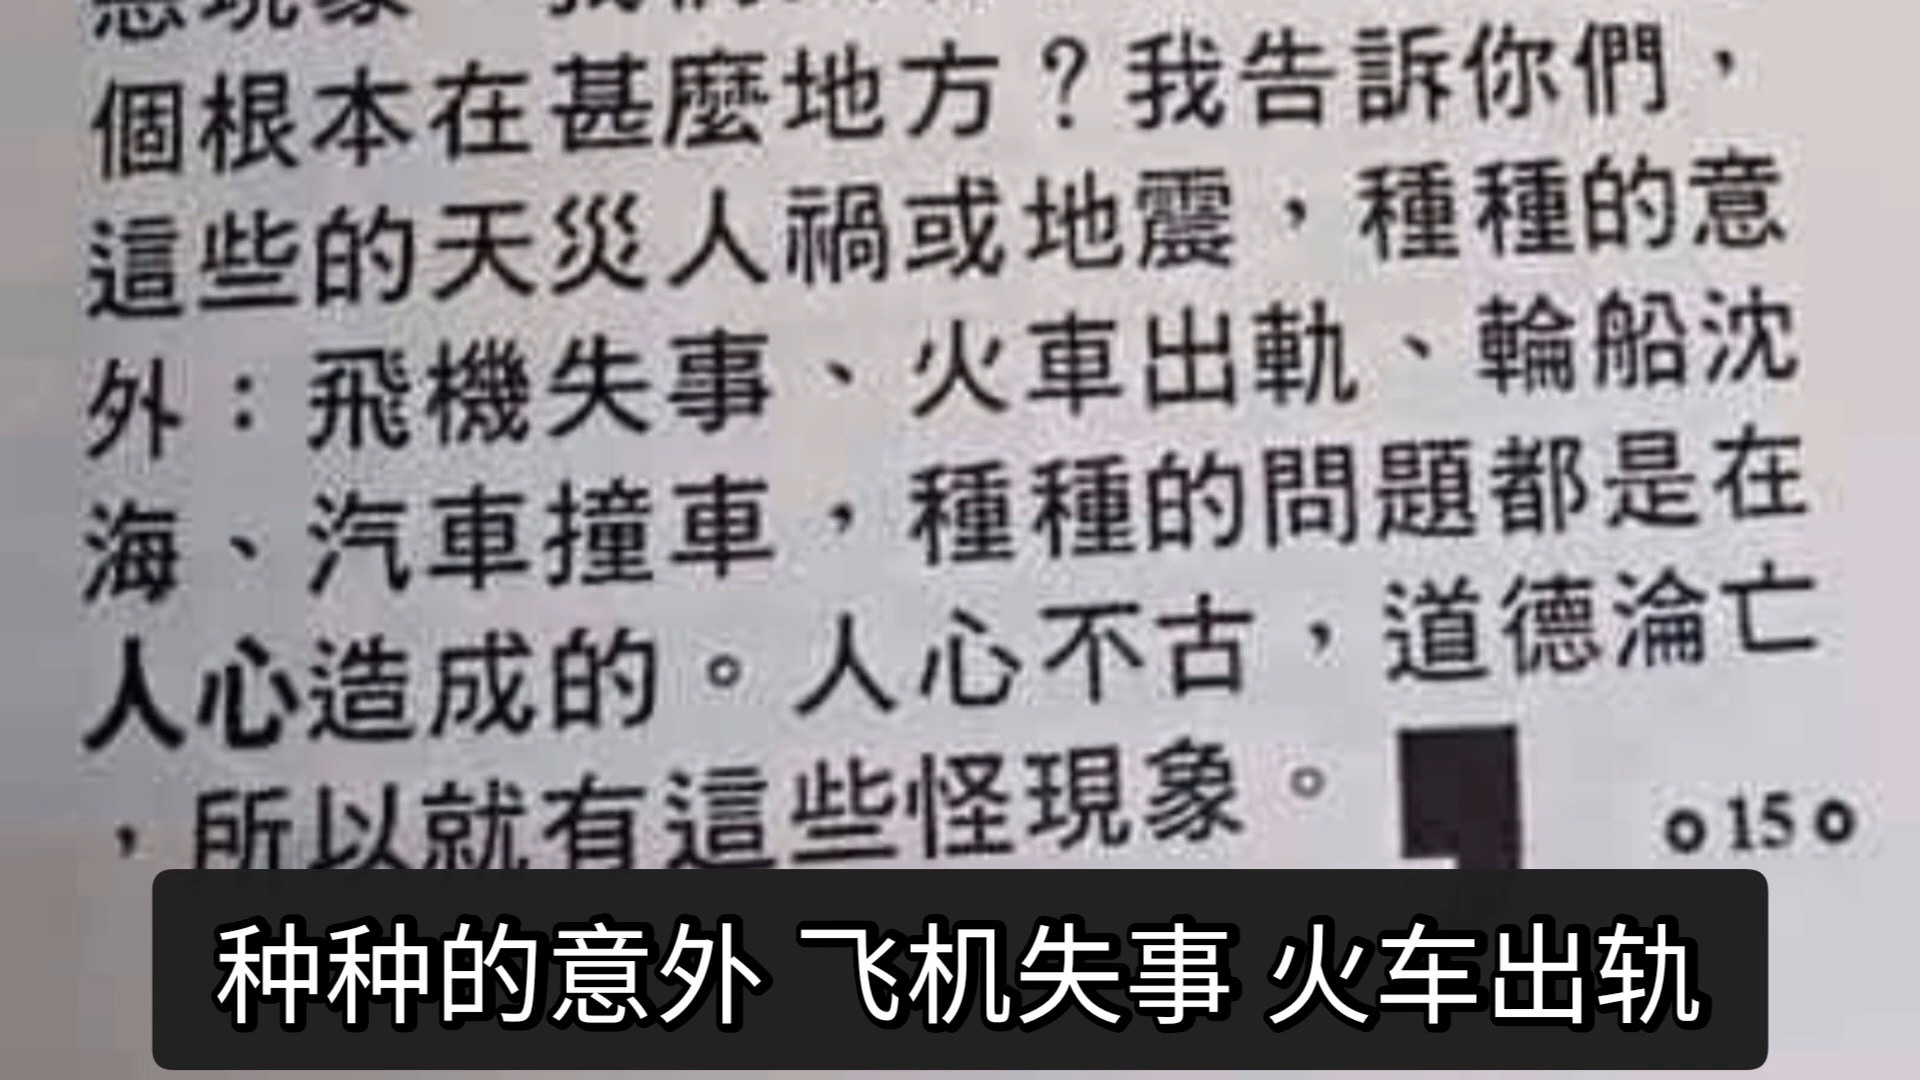 現象
個根本在甚麼地方？我告訴你們，
這些的天災人禍或地震，種種的意
外：飛機失事、火車出軌、輪船沈
海、汽車撞車，種種的問題都是在
人心造成的。人心不古，道德淪亡
，所以就有這些怪現象。
15
种种的意外 飞机失事 火车出轨